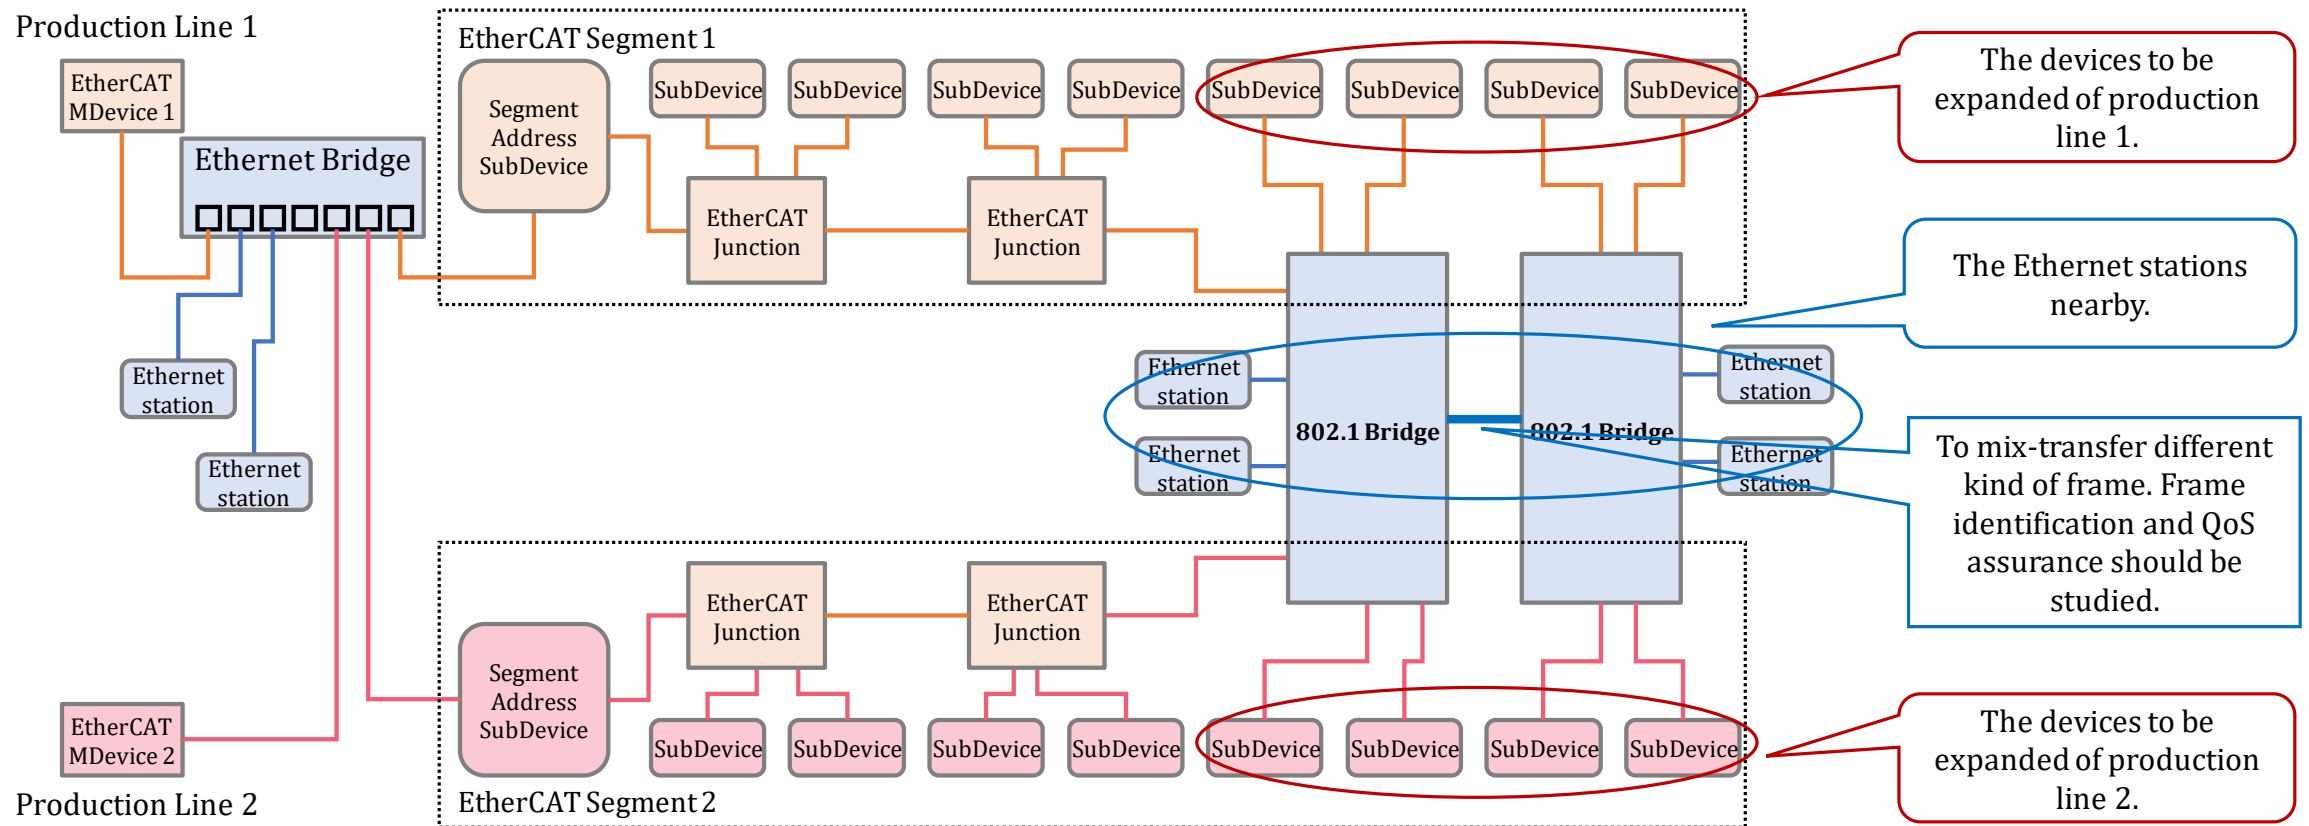 Production Line 1
EtherCAT
MDevice 1
Ethernet Bridge
Ethernet
station
Ethernet
station
EtherCAT Segment 1
Segment
Address
SubDevice
SubDevice
SubDevice
SubDevice
SubDevice
SubDevice
SubDevice
SubDevice
SubDevice
EtherCAT
Junction
EtherCAT
Junction
The devices to be
expanded of production
line 1.
The Ethernet stations
nearby.
Ethernet
station
Ethernet
station
802.1 Bridge
802.1 Bridge
Ethernet
station
Ethernet
station
To mix-transfer different
kind of frame. Frame
identification and QoS
assurance should be
studied.
EtherCAT
Junction
EtherCAT
Junction
Segment
Address
SubDevice
SubDevice
SubDevice
SubDevice
SubDevice
SubDevice
SubDevice
SubDevice
SubDevice
EtherCAT Segment 2
EtherCAT
MDevice 2
Production Line 2
The devices to be
expanded of production
line 2.